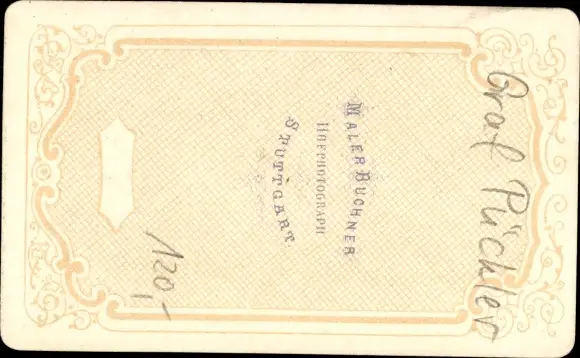 Graf Pückler
MALER BUCHNER
HOFPHOTOGRAPH
STUTTGART.
120,-